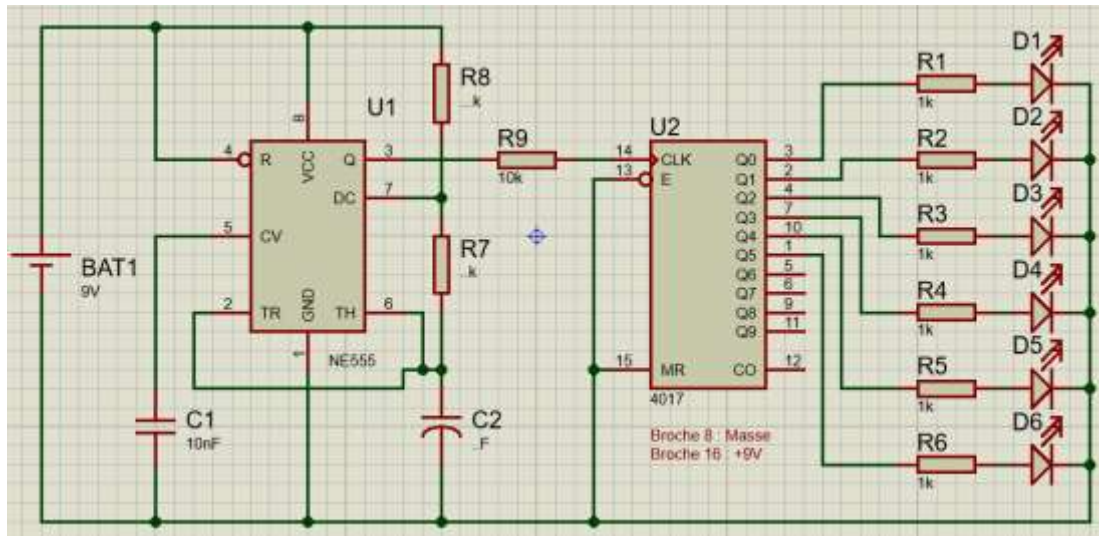 BAT1
9V
C1
10nF
U1
4
R
8
VCC
Q
3
DC
7
5
CV
2
TR
GND
1
TH
6
NE555
R8
..k
R7
..k
C2
..F
R9
10k
U2
14
CLK
13
E
15
MR
Q0
3
Q1
2
Q2
4
Q3
7
Q4
10
Q5
1
Q6
5
Q7
6
Q8
9
Q9
11
CO
12
4017
Broche 8 : Masse
Broche 16 : +9V
R1
1k
D1
R2
1k
D2
R3
1k
D3
R4
1k
D4
R5
1k
D5
R6
1k
D6